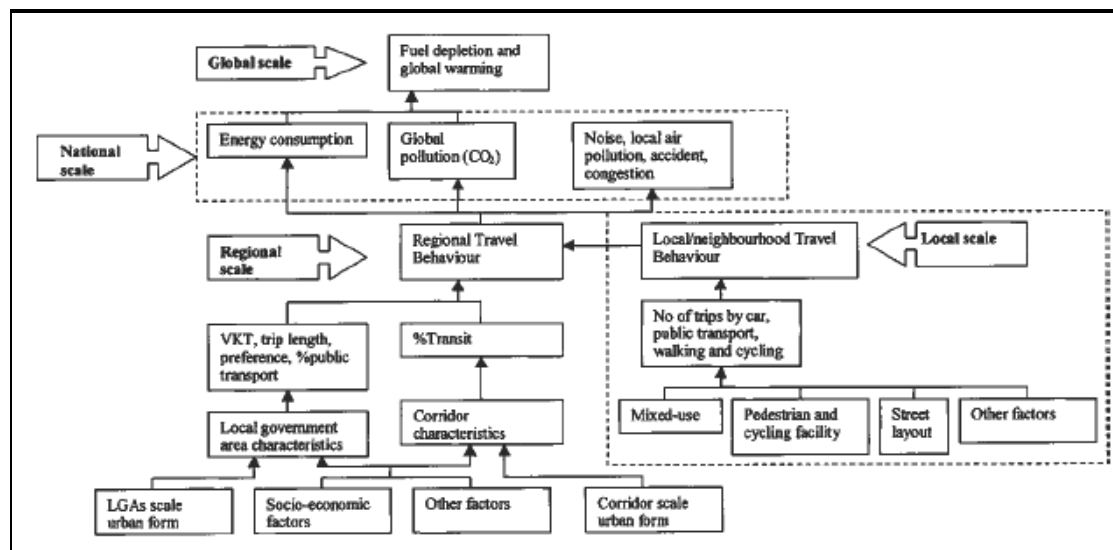 Fuel depletion and
global warming
Global scale
Energy consumption
Global
pollution (CO₂)
Noise, local air
pollution, accident,
congestion
National
scale
Regional
scale
Regional Travel
Behaviour
Local/neighbourhood Travel
Behaviour
Local scale
VKT, trip length,
preference, %public
transport
%Transit
No of trips by car,
public transport,
walking and cycling
Local government
area characteristics
Corridor
characteristics
Mixed-use
Pedestrian and
cycling facility
Street
layout
Other factors
LGAs scale
urban form
Socio-economic
factors
Other factors
Corridor scale
urban form